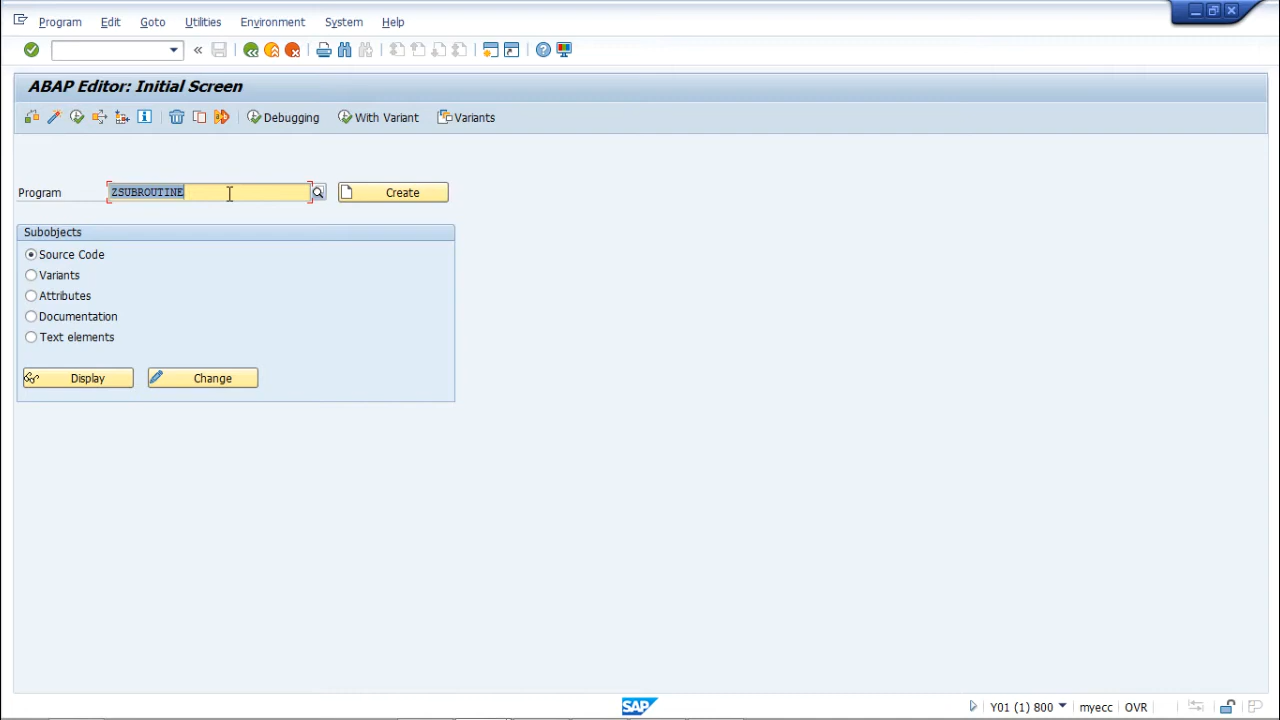 Program Edit Goto Utilities Environment System Help
ABAP Editor: Initial Screen
Debugging With Variant Variants
Program ZSUBROUTINE Create
Subobjects
Source Code
Variants
Attributes
Documentation
Text elements
Display Change
SAP Y01 (1) 800 myecc OVR